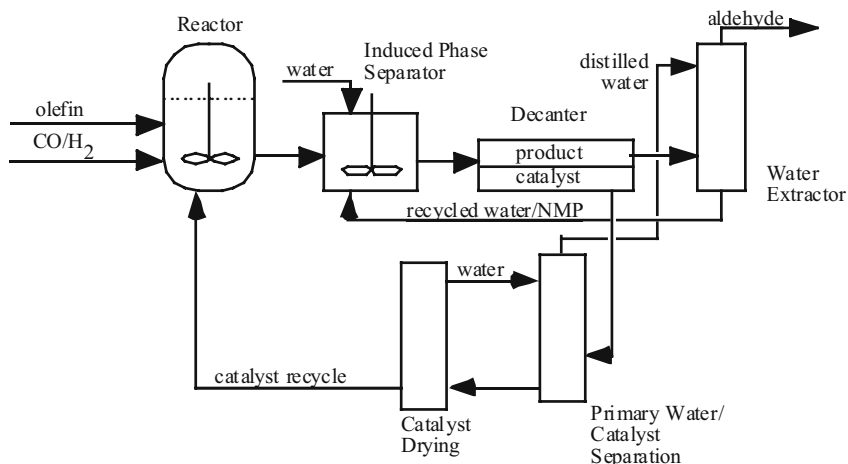 Reactor
aldehyde
Induced Phase
Separator
water
distilled
water
Decanter
olefin
CO/H2
product
catalyst
Water
Extractor
recycled water/NMP
water
catalyst recycle
Catalyst
Drying
Primary Water/
Catalyst
Separation